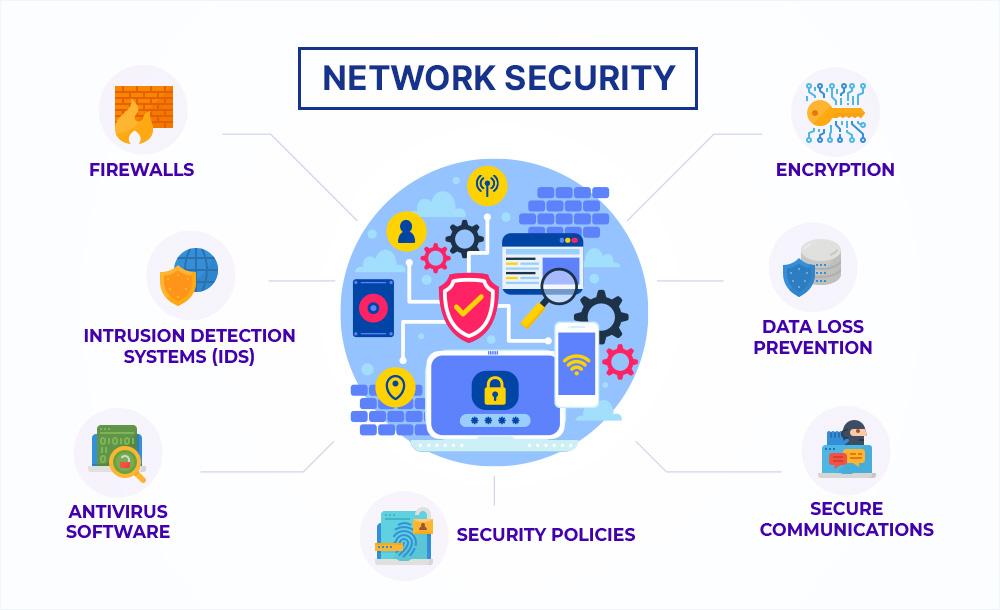 NETWORK SECURITY
FIREWALLS
ENCRYPTION
INTRUSION DETECTION
SYSTEMS (IDS)
DATA LOSS
PREVENTION
ANTIVIRUS
SOFTWARE
SECURE
COMMUNICATIONS
SECURITY POLICIES